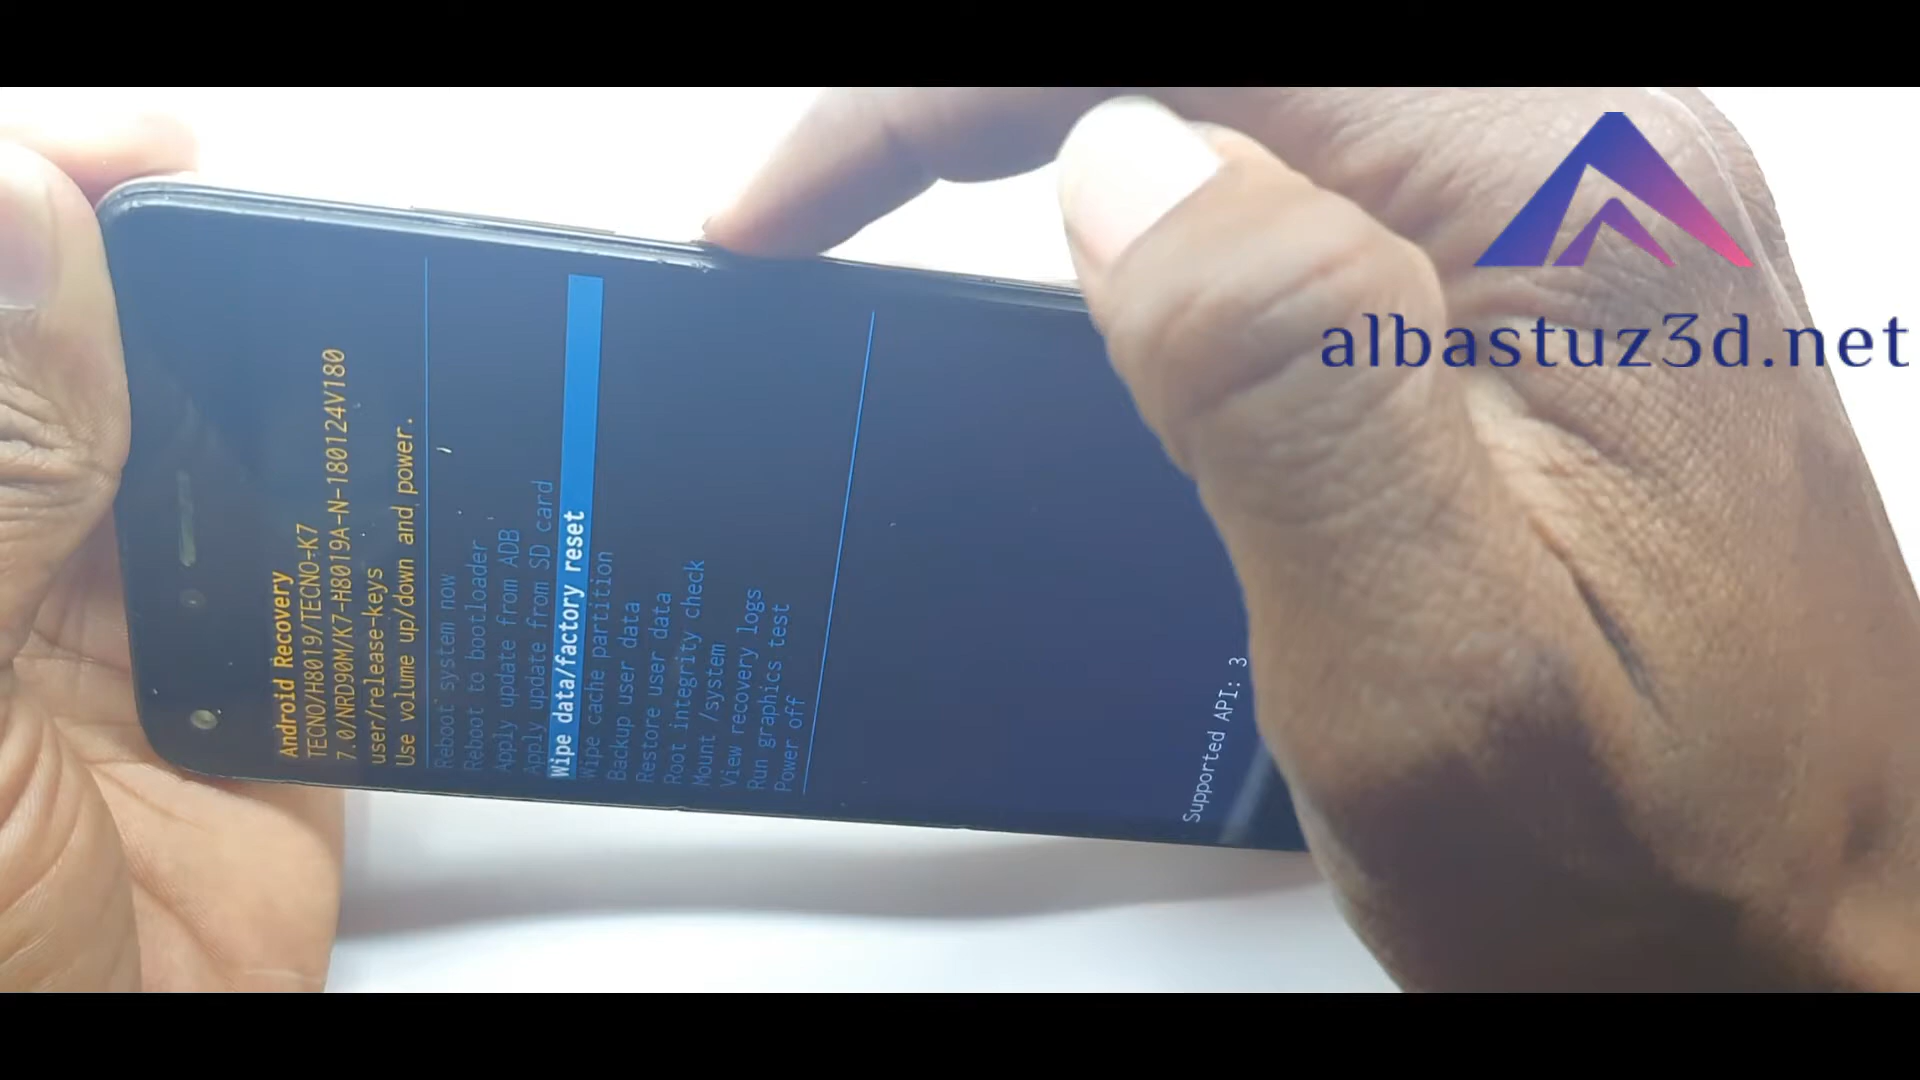 Android Recovery
TECNO/H8019/TECNO-K7
7.0/NRD90M/K7-H8019A-N-180124V180
user/release-keys
Use volume up/down and power.
Reboot system now
Reboot to bootloader
Apply update from ADB
Apply update from SD card
Wipe data/factory reset
Wipe cache partition
Backup user data
Restore user data
Root integrity check
Mount /system
View recovery logs
Run graphics test
Power off
Supported API: 3
albastuz3d.net